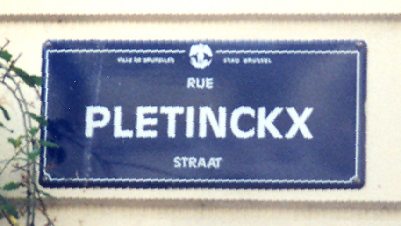 VILLE DE BRUXELLES STAD BRUSSEL
RUE
PLETINCKX
STRAAT